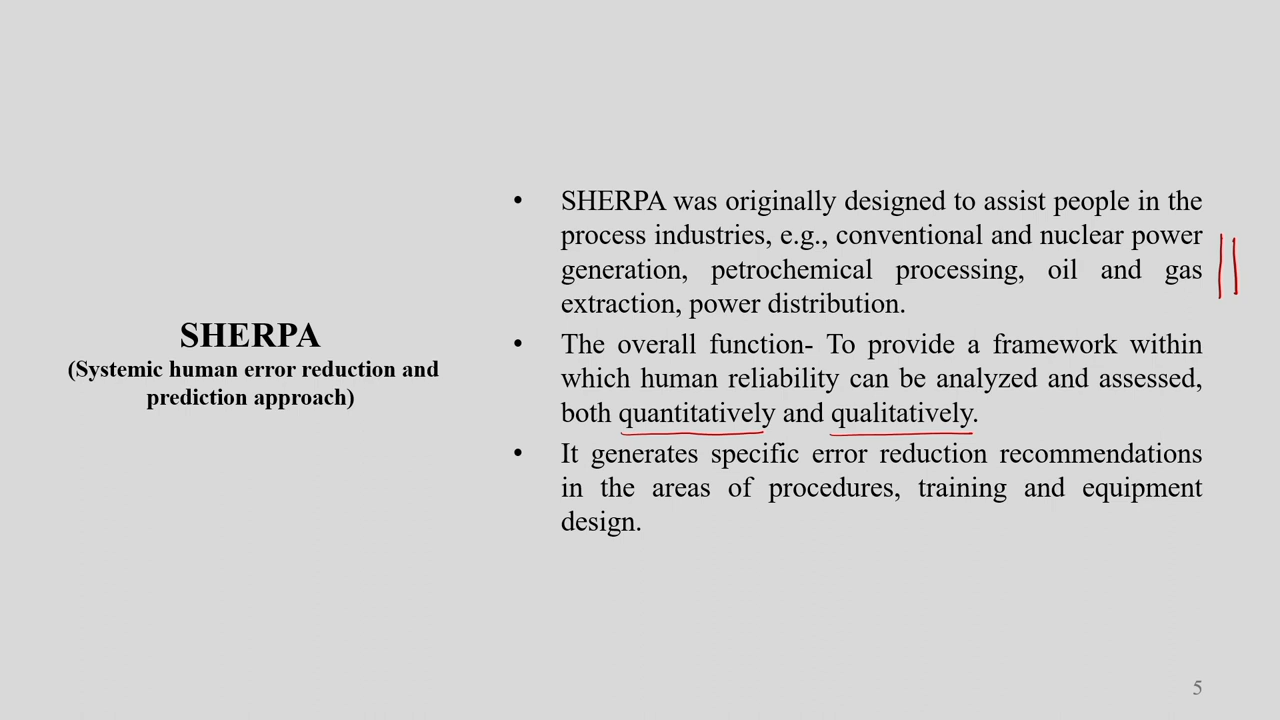 SHERPA
(Systemic human error reduction and
prediction approach)
• SHERPA was originally designed to assist people in the
process industries, e.g., conventional and nuclear power
generation, petrochemical processing, oil and gas
extraction, power distribution.
• The overall function- To provide a framework within
which human reliability can be analyzed and assessed,
both quantitatively and qualitatively.
• It generates specific error reduction recommendations
in the areas of procedures, training and equipment
design.
5